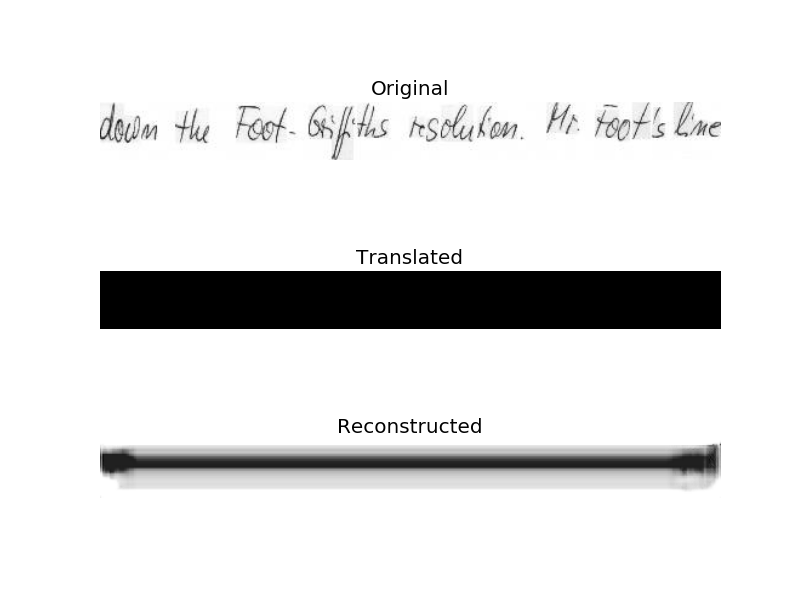 Original
down the Foot-Griffiths resolution. Mr. Foot's line
Translated
Reconstructed